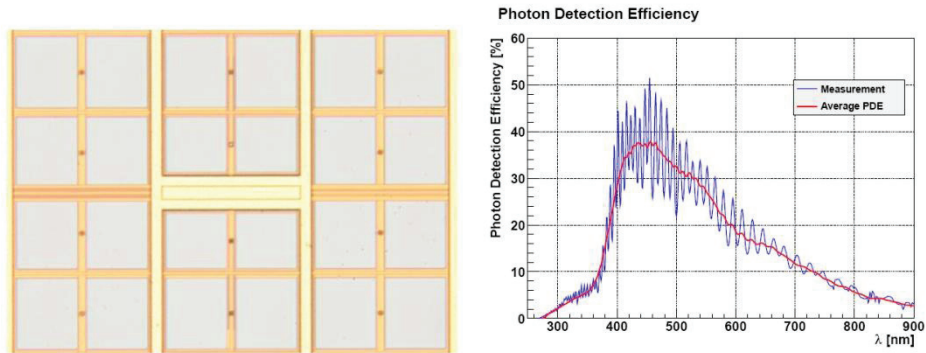 Photon Detection Efficiency
Photon Detection Efficiency [%]
60
50
40
30
20
10
0
Measurement
Average PDE
300 400 500 600 700 800 900
λ [nm]